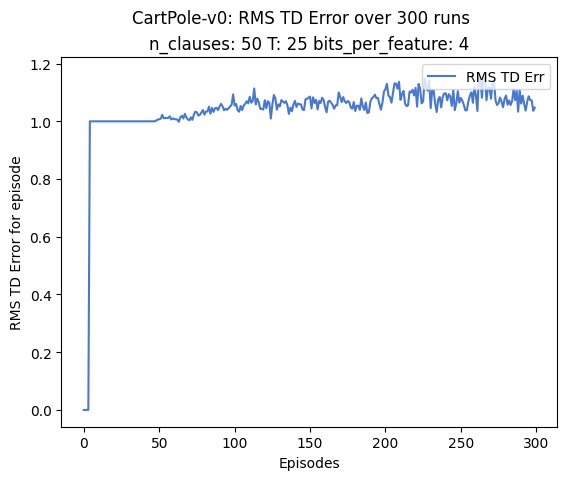 CartPole-v0: RMS TD Error over 300 runs
n_clauses: 50 T: 25 bits_per_feature: 4
RMS TD Err
RMS TD Error for episode
1.2
1.0
0.8
0.6
0.4
0.2
0.0
0 50 100 150 200 250 300
Episodes